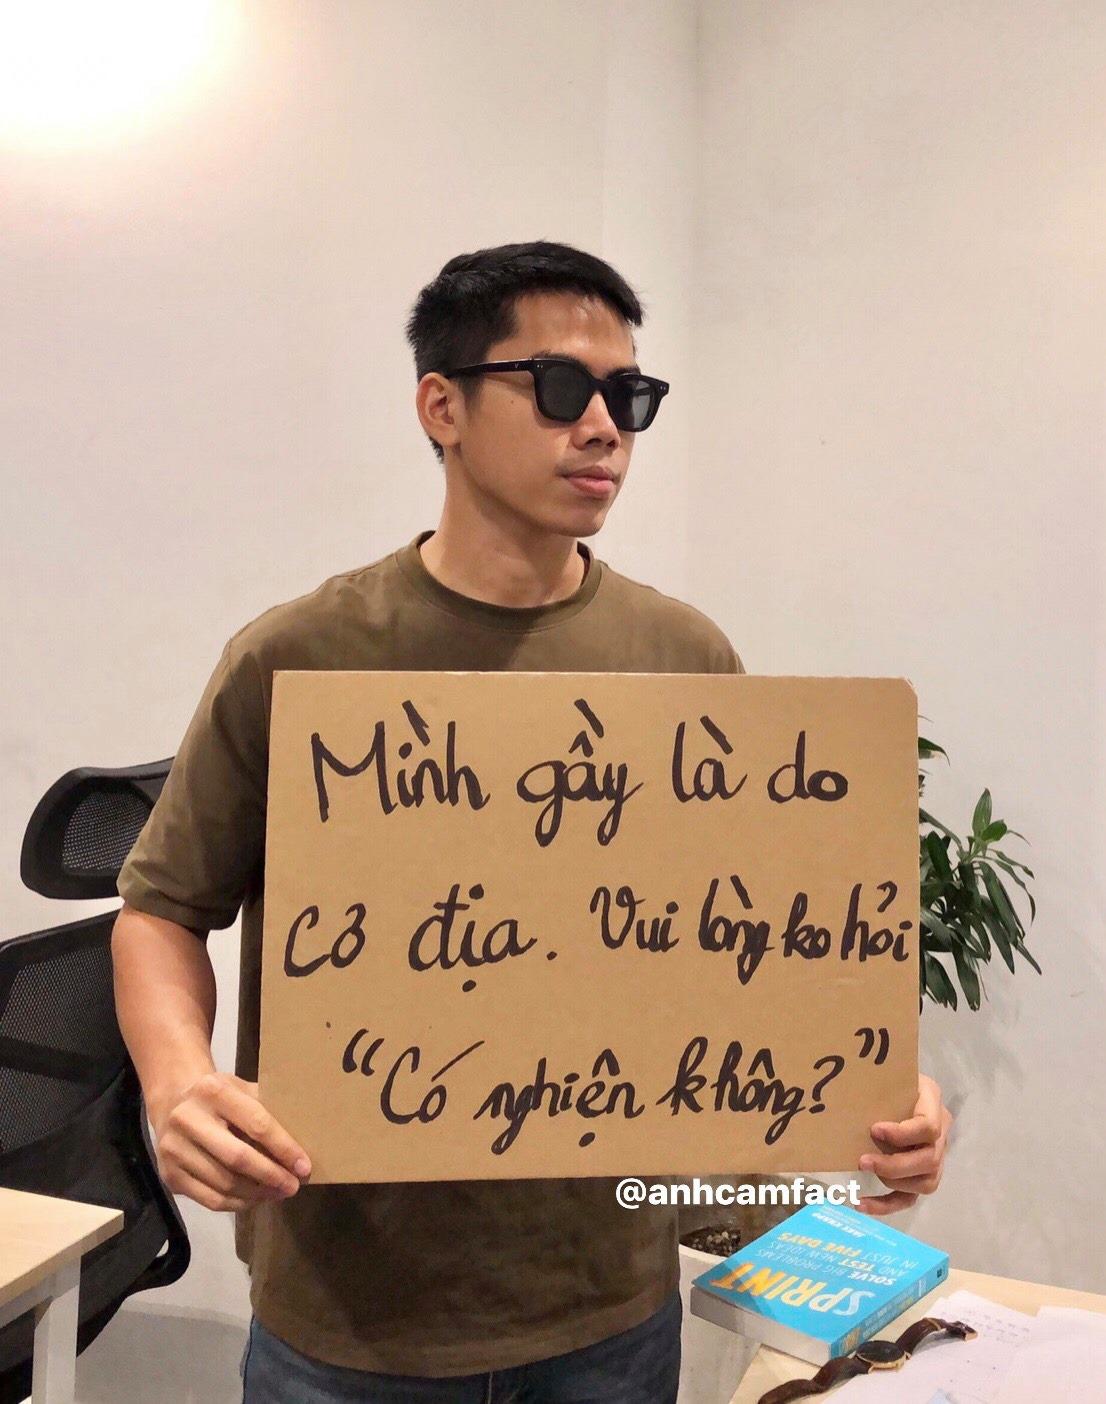 Mình gầy là do
cơ địa. Vui lòng ko hỏi
"Có nghiện không?"
@anhcamfact
SPRINT
SOLVE BIG PROBLEMS
AND TEST NEW IDEAS
IN JUST FIVE DAYS
JAKE KNAPP